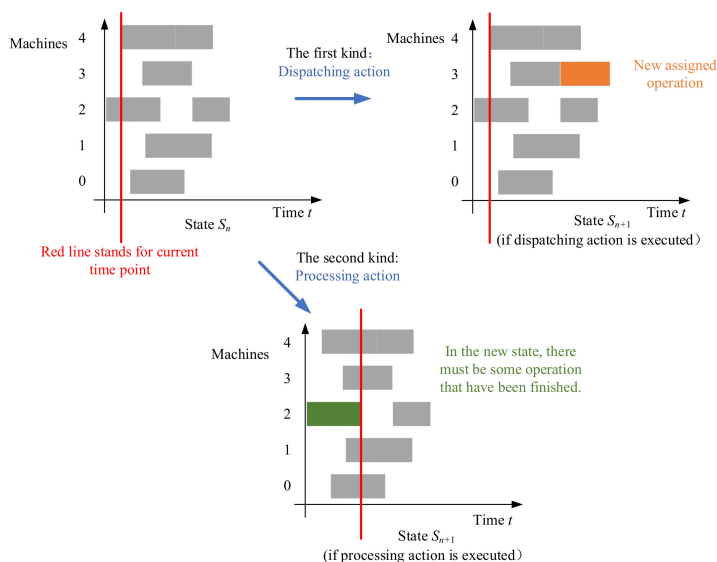 Machines
4
3
2
1
0
Time t
State Sn
Red line stands for current
time point
The first kind：
Dispatching action
Machines
4
3
2
1
0
New assigned
operation
Time t
State Sn+1
(if dispatching action is executed）
The second kind:
Processing action
Machines
4
3
2
1
0
In the new state, there
must be some operation
that have been finished.
Time t
State Sn+1
(if processing action is executed）